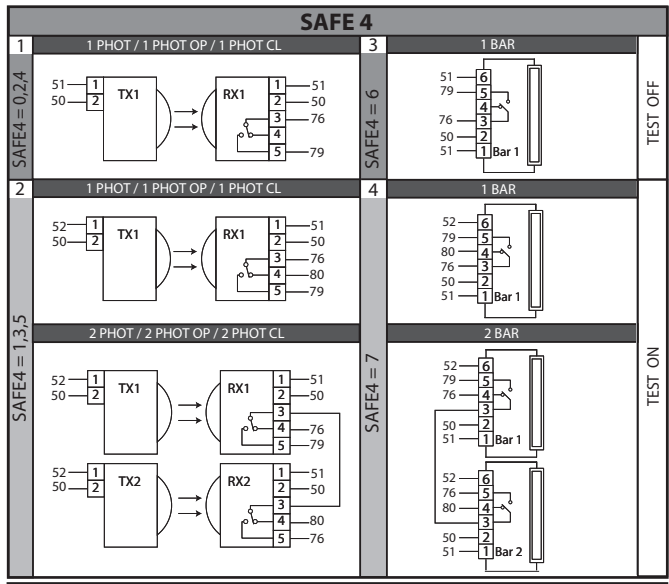 SAFE 4
1
1 PHOT / 1 PHOT OP / 1 PHOT CL
SAFE4 = 0,2,4
51 1
50 2
TX1
RX1
1 51
2 50
3 76
4
5 79
3
1 BAR
SAFE4 = 6
51 6
79 5
4
76 3
50 2
51 1 Bar 1
TEST OFF
2
1 PHOT / 1 PHOT OP / 1 PHOT CL
SAFE4 = 1,3,5
52 1
50 2
TX1
RX1
1 51
2 50
3 76
4 80
5 79
2 PHOT / 2 PHOT OP / 2 PHOT CL
52 1
50 2
TX1
RX1
1 51
2 50
3
4 76
5 79
52 1
50 2
TX2
RX2
1 51
2 50
3
4 80
5 76
4
1 BAR
SAFE4 = 7
52 6
79 5
80 4
76 3
50 2
51 1 Bar 1
2 BAR
52 6
79 5
76 4
3
50 2
51 1 Bar 1
52 6
76 5
80 4
3
50 2
51 1 Bar 2
TEST ON